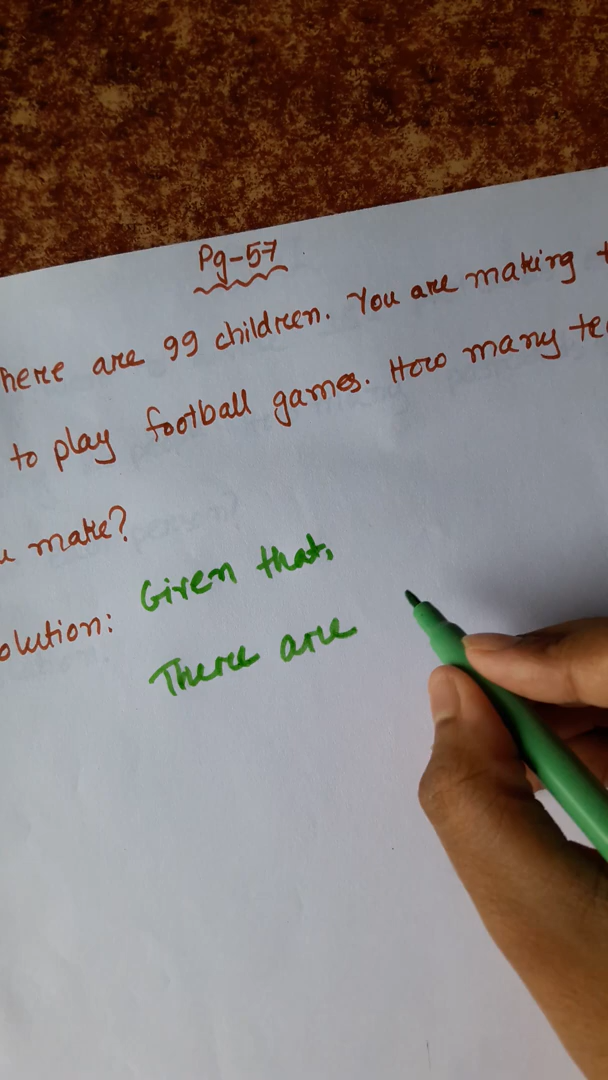 Pg-57
here are 99 children. You are making t
to play football games. How many te
u make?
olution: Given that,
There are